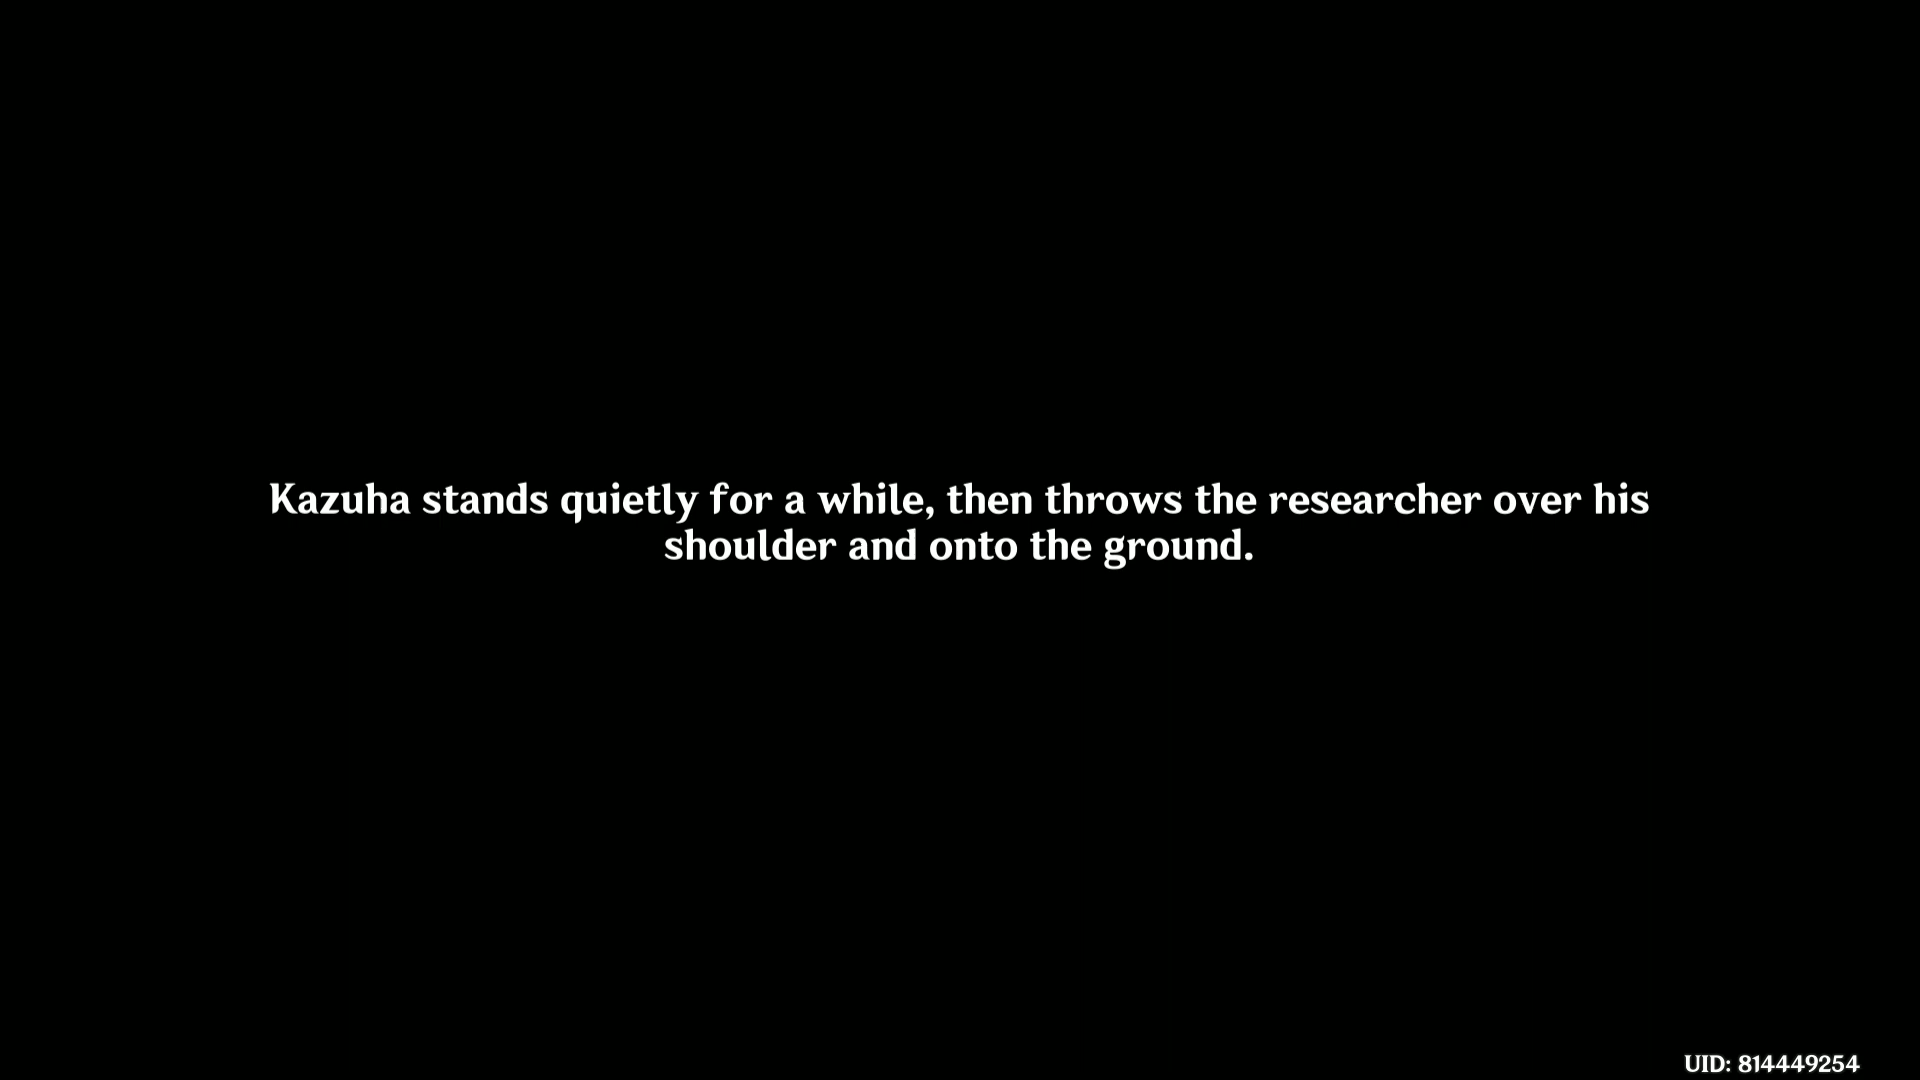 Kazuha stands quietly for a while, then throws the researcher over his
shoulder and onto the ground.
UID: 814449254